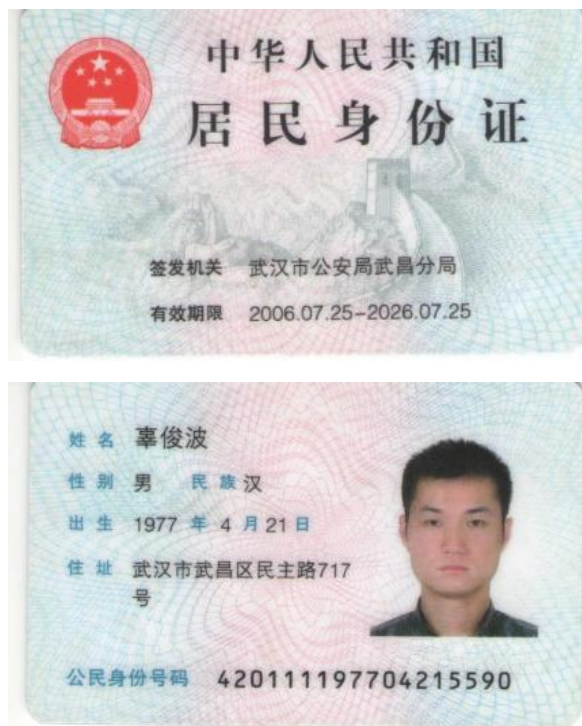 中华人民共和国
居民身份证
签发机关 武汉市公安局武昌分局
有效期限 2006.07.25-2026.07.25
姓名 辜俊波
性别 男 民族 汉
出生 1977 年 4 月 21 日
住址 武汉市武昌区民主路717
号
公民身份号码 420111197704215590